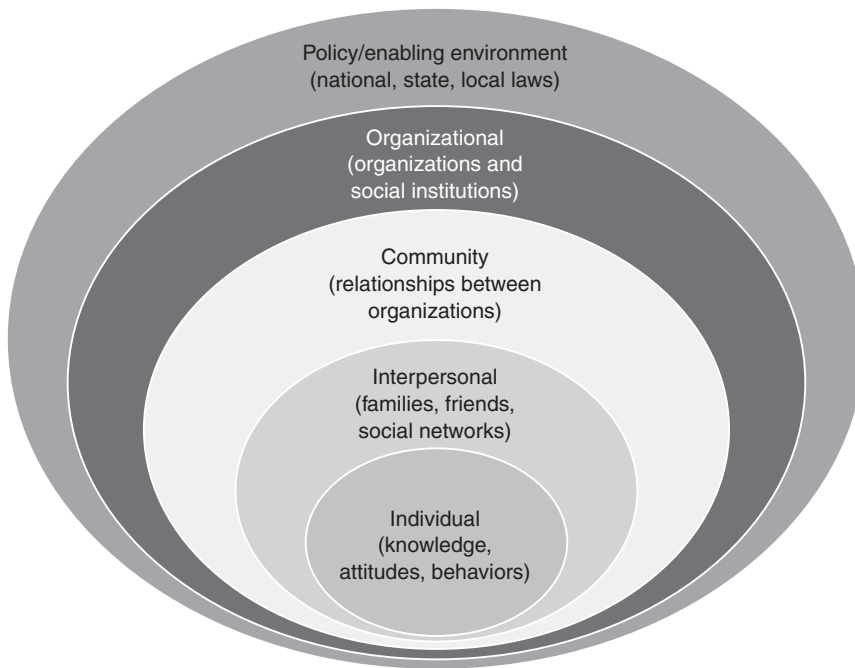 Policy/enabling environment
(national, state, local laws)
Organizational
(organizations and
social institutions)
Community
(relationships between
organizations)
Interpersonal
(families, friends,
social networks)
Individual
(knowledge,
attitudes, behaviors)